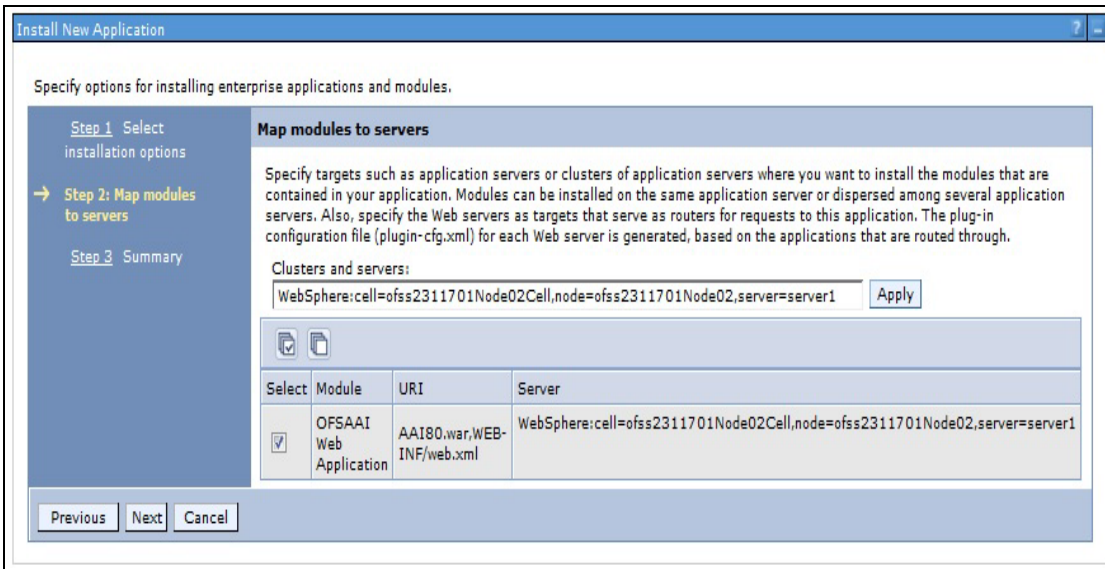 Install New Application
?
Specify options for installing enterprise applications and modules.
Step 1 Select
installation options
Step 2: Map modules
to servers
Step 3 Summary
Map modules to servers
Specify targets such as application servers or clusters of application servers where you want to install the modules that are
contained in your application. Modules can be installed on the same application server or dispersed among several application
servers. Also, specify the Web servers as targets that serve as routers for requests to this application. The plug-in
configuration file (plugin-cfg.xml) for each Web server is generated, based on the applications that are routed through.
Clusters and servers:
WebSphere:cell=ofss2311701Node02Cell,node=ofss2311701Node02,server=server1 Apply
Select Module URI Server
OFSAAI
Web
Application
AAI80.war,WEB-
INF/web.xml
WebSphere:cell=ofss2311701Node02Cell,node=ofss2311701Node02,server=server1
Previous Next Cancel